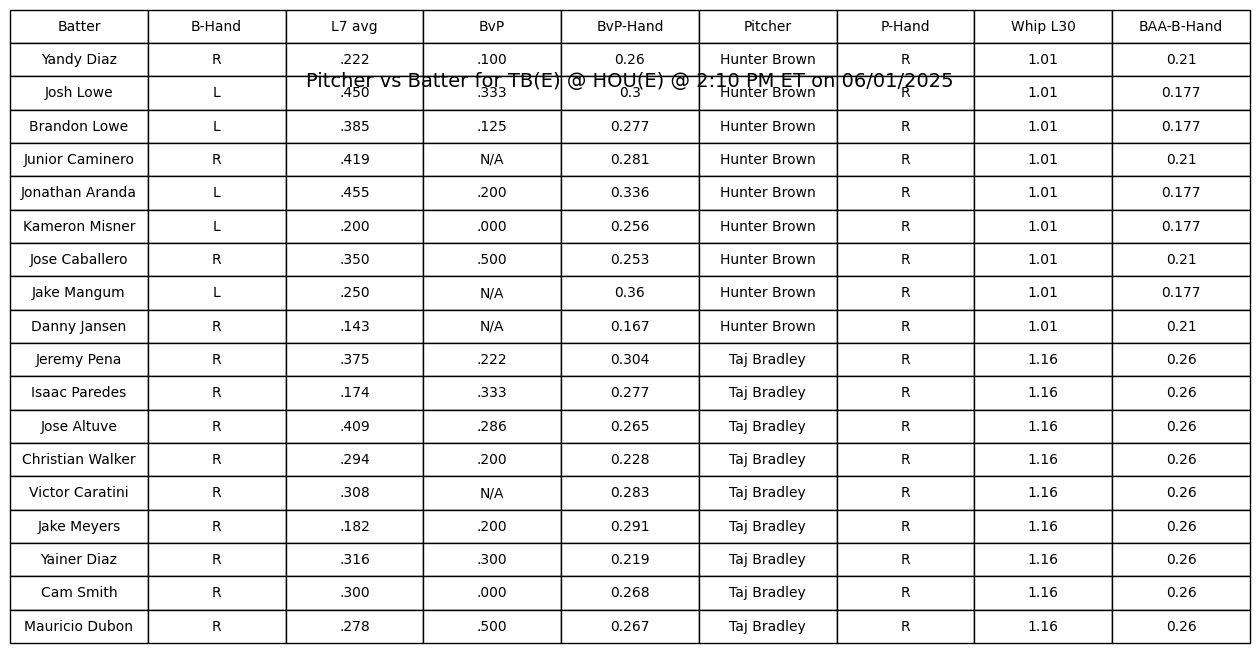 Batter B-Hand L7 avg BvP BvP-Hand Pitcher P-Hand Whip L30 BAA-B-Hand
Yandy Diaz R .222 .100 0.26 Hunter Brown R 1.01 0.21
Pitcher vs Batter for TB(E) @ HOU(E) @ 2:10 PM ET on 06/01/2025
Josh Lowe L .450 .333 0.3 Hunter Brown R 1.01 0.177
Brandon Lowe L .385 .125 0.277 Hunter Brown R 1.01 0.177
Junior Caminero R .419 N/A 0.281 Hunter Brown R 1.01 0.21
Jonathan Aranda L .455 .200 0.336 Hunter Brown R 1.01 0.177
Kameron Misner L .200 .000 0.256 Hunter Brown R 1.01 0.177
Jose Caballero R .350 .500 0.253 Hunter Brown R 1.01 0.21
Jake Mangum L .250 N/A 0.36 Hunter Brown R 1.01 0.177
Danny Jansen R .143 N/A 0.167 Hunter Brown R 1.01 0.21
Jeremy Pena R .375 .222 0.304 Taj Bradley R 1.16 0.26
Isaac Paredes R .174 .333 0.277 Taj Bradley R 1.16 0.26
Jose Altuve R .409 .286 0.265 Taj Bradley R 1.16 0.26
Christian Walker R .294 .200 0.228 Taj Bradley R 1.16 0.26
Victor Caratini R .308 N/A 0.283 Taj Bradley R 1.16 0.26
Jake Meyers R .182 .200 0.291 Taj Bradley R 1.16 0.26
Yainer Diaz R .316 .300 0.219 Taj Bradley R 1.16 0.26
Cam Smith R .300 .000 0.268 Taj Bradley R 1.16 0.26
Mauricio Dubon R .278 .500 0.267 Taj Bradley R 1.16 0.26